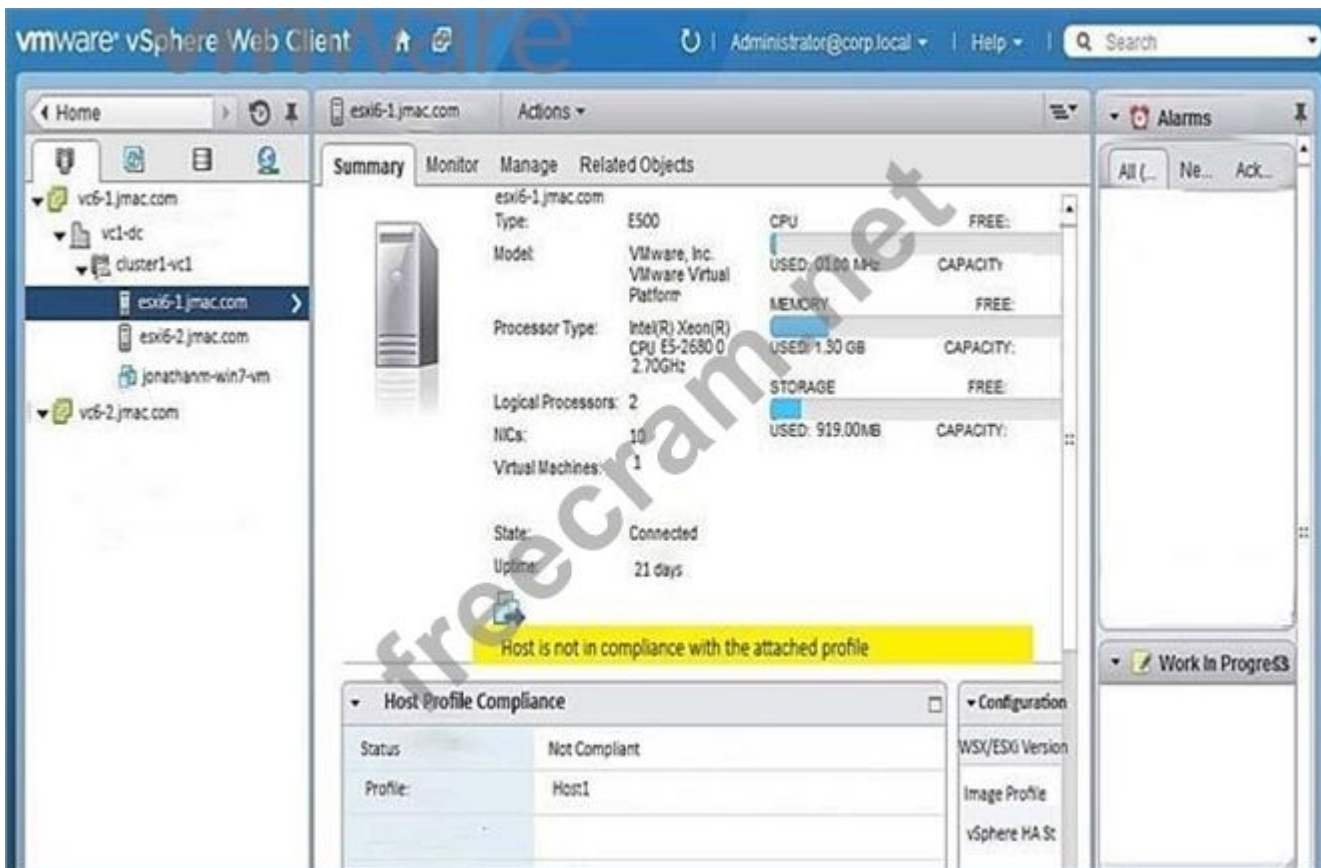 vmware® vSphere Web Client
Administrator@corp.local
Help
Search
vmware®
Home
vc6-1.jmac.com
vc1-dc
cluster1-vc1
esxi6-1.jmac.com
esxi6-2.jmac.com
jonathanm-win7-vm
vc6-2.jmac.com
esxi6-1.jmac.com Actions
Summary Monitor Manage Related Objects
esxi6-1.jmac.com
Type: E500
Model: VMware, Inc.
VMware Virtual
Platform
Processor Type: Intel(R) Xeon(R)
CPU E5-2680 0
2.70GHz
Logical Processors: 2
NICs: 10
Virtual Machines: 1
State: Connected
Uptime: 21 days
CPU FREE:
USED: 01.00 MHz CAPACITY
MEMORY FREE:
USED: 1.30 GB CAPACITY:
STORAGE FREE:
USED: 919.00MB CAPACITY:
Host is not in compliance with the attached profile
Host Profile Compliance
Status Not Compliant
Profile: Host1
Configuration
WSX/ESXi Version
Image Profile
vSphere HA St
Alarms
All (... Ne... Ack...
Work In Progress
freecram.net